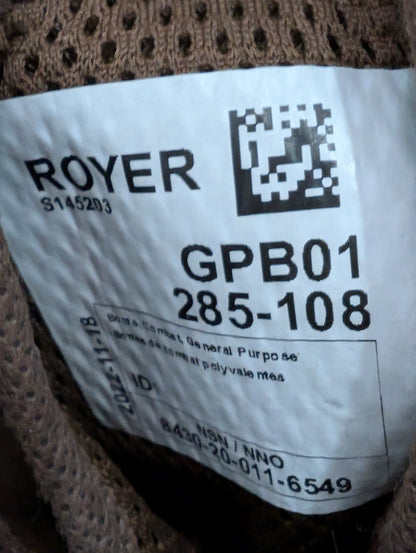 ROYER
S145203
GPB01
285-108
2022-11-18
Boots, Combat, General Purpose
Bottes de combat polyvalentes
ID
NSN / NNO
8430-20-011-6549